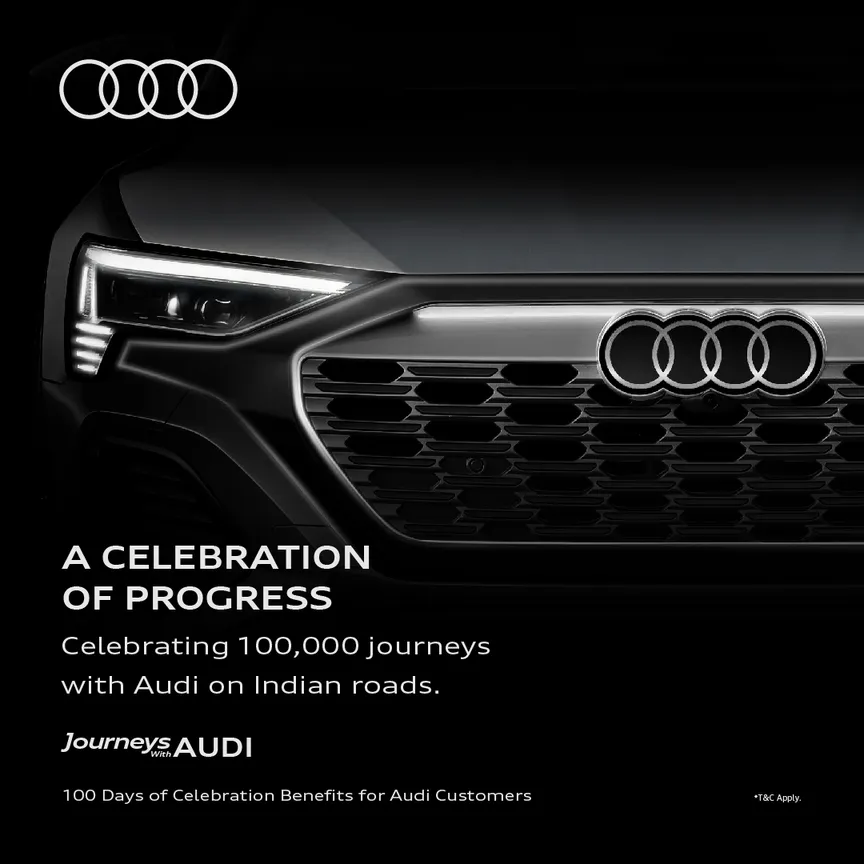 A CELEBRATION
OF PROGRESS
Celebrating 100,000 journeys
with Audi on Indian roads.
Journeys With AUDI
100 Days of Celebration Benefits for Audi Customers
*T&C Apply.